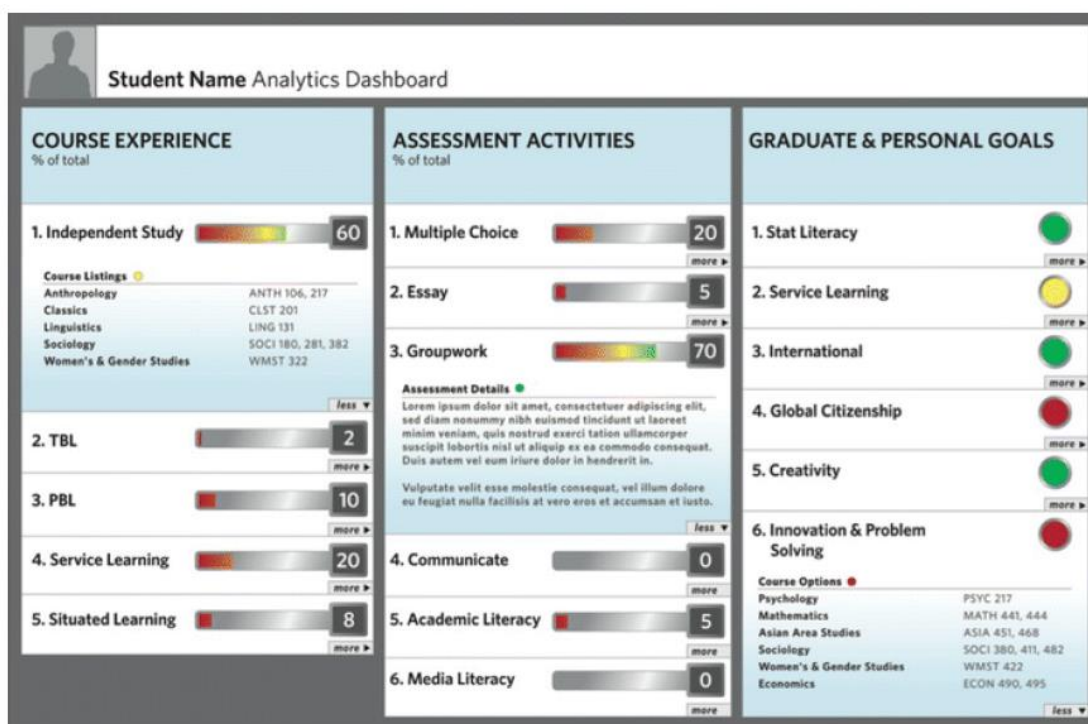 Student Name Analytics Dashboard
COURSE EXPERIENCE
% of total
1. Independent Study 60
Course Listings
Anthropology ANTH 106, 217
Classics CLST 201
Linguistics LING 131
Sociology SOCI 180, 281, 382
Women's & Gender Studies WMST 322
less
2. TBL 2
more
3. PBL 10
more
4. Service Learning 20
more
5. Situated Learning 8
more
ASSESSMENT ACTIVITIES
% of total
1. Multiple Choice 20
more
2. Essay 5
more
3. Groupwork 70
Assessment Details
Lorem ipsum dolor sit amet, consectetuer adipiscing elit,
sed diam nonummy nibh euismod tincidunt ut laoreet
minim veniam, quis nostrud exerci tation ullamcorper
suscipit lobortis nisl ut aliquip ex ea commodo consequat.
Duis autem vel eum iriure dolor in hendrerit in.
Vulputate velit esse molestie consequat, vel illum dolore
eu feugiat nulla facilisis at vero eros et accumsan et iusto.
less
4. Communicate 0
more
5. Academic Literacy 5
more
6. Media Literacy 0
more
GRADUATE & PERSONAL GOALS
1. Stat Literacy
more
2. Service Learning
more
3. International
more
4. Global Citizenship
more
5. Creativity
more
6. Innovation & Problem
Solving
Course Options
Psychology PSYC 217
Mathematics MATH 441, 444
Asian Area Studies ASIA 451, 468
Sociology SOCI 380, 411, 482
Women's & Gender Studies WMST 422
Economics ECON 490, 495
less